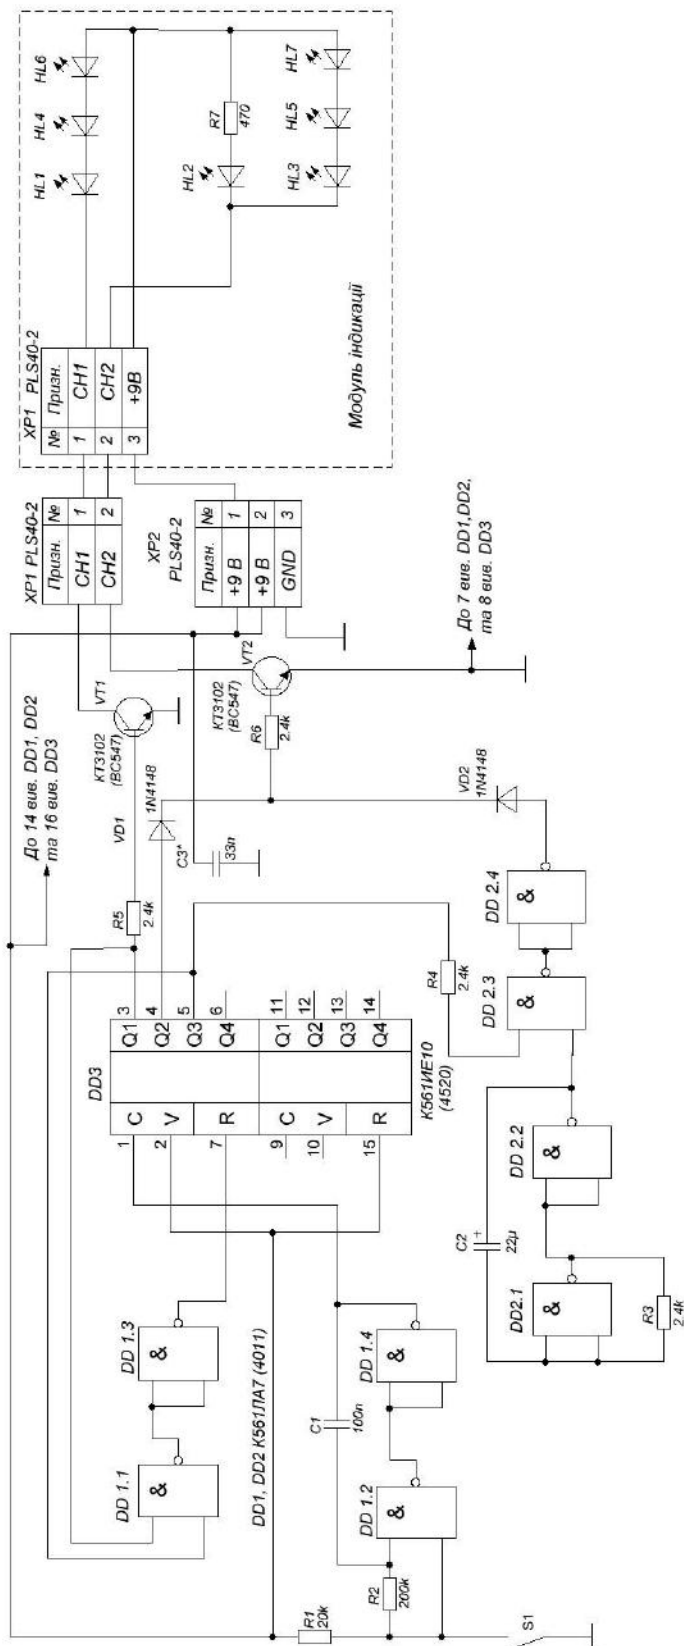 HL6
HL4
HL1
R7
470
HL2
HL7
HL5
HL3
Модуль індикації
XP1 PLS40-2
№ Призн.
1 CH1
2 CH2
3 +9В
XP1 PLS40-2
Призн. №
CH1 1
CH2 2
XP2
PLS40-2
Призн. №
+9 В 1
+9 В 2
GND 3
До 14 вив. DD1, DD2
та 16 вив. DD3
До 7 вив. DD1,DD2,
та 8 вив. DD3
VT1
КТ3102
(BC547)
VT2
КТ3102
(BC547)
R6
2.4k
VD1
1N4148
VD2
1N4148
C3*
33n
R5
2.4k
R4
2.4k
DD3
1 C
2 V
7 R
9 C
10 V
15 R
Q1 3
Q2 4
Q3 5
Q4 6
Q1 11
Q2 12
Q3 13
Q4 14
К561ИЕ10
(4520)
DD 2.4
&
DD 2.3
&
DD 2.2
&
DD2.1
&
C2
+
22µ
R3
2.4k
DD 1.3
&
DD 1.1
&
DD1, DD2 К561ЛА7 (4011)
DD 1.4
&
DD 1.2
&
C1
100n
R1
20k
R2
200k
S1